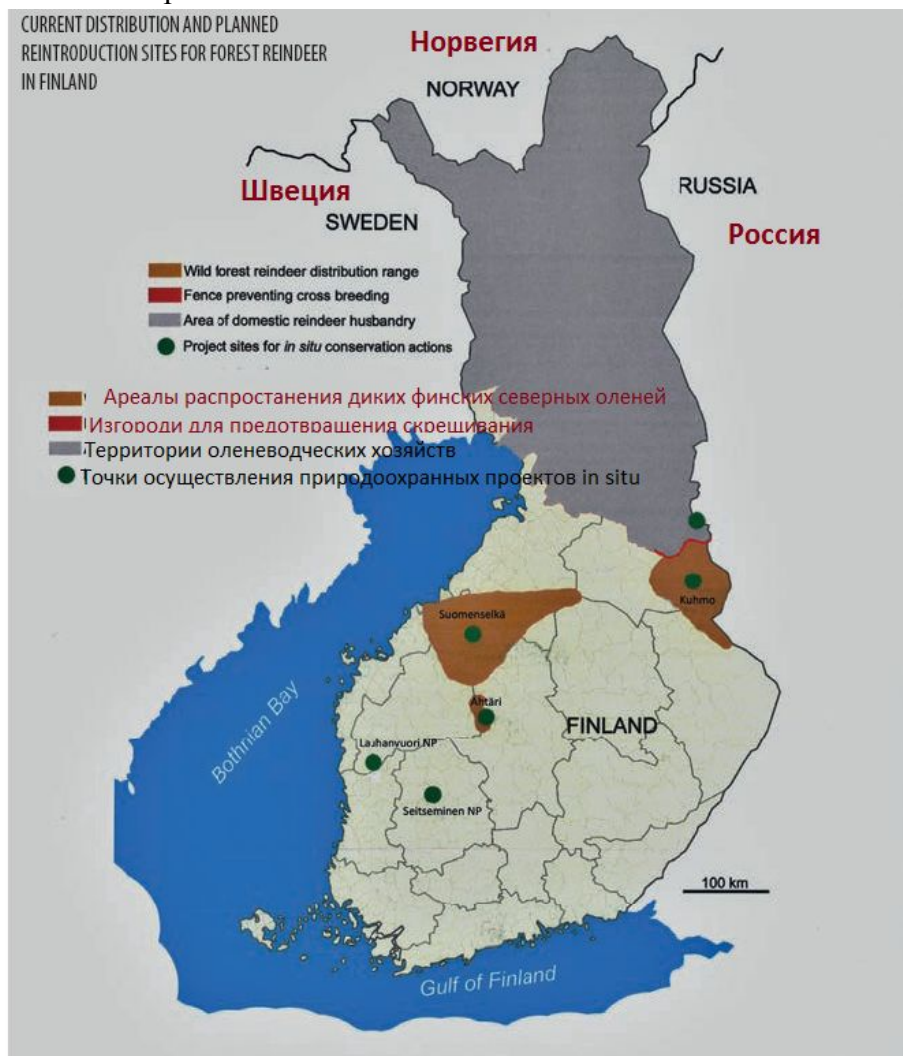 CURRENT DISTRIBUTION AND PLANNED
REINTRODUCTION SITES FOR FOREST REINDEER
IN FINLAND
Норвегия
NORWAY
Швеция
SWEDEN
RUSSIA
Россия
Wild forest reindeer distribution range
Fence preventing cross breeding
Area of domestic reindeer husbandry
Project sites for in situ conservation actions
Ареалы распростанения диких финских северных оленей
Изгороди для предотвращения скрещивания
Территории оленеводческих хозяйств
Точки осуществления природоохранных проектов in situ
Kuhmo
Suomenselkä
Ähtäri
FINLAND
Lauhanvuori NP
Seitseminen NP
Bothnian Bay
100 km
Gulf of Finland